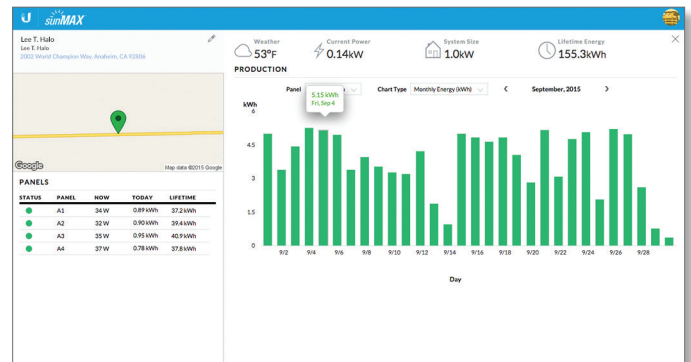 U sunMAX
Lee T. Halo
Lee T. Halo
2002 World Champion Way, Anaheim, CA 92806
Google
Map data ©2015 Google
PANELS
STATUS PANEL NOW TODAY LIFETIME
A1 34 W 0.89 kWh 37.2 kWh
A2 32 W 0.90 kWh 39.4 kWh
A3 35 W 0.95 kWh 40.9 kWh
A4 37 W 0.78 kWh 37.8 kWh
Weather
53°F
Current Power
0.14kW
System Size
1.0kW
Lifetime Energy
155.3kWh
PRODUCTION
Panel
Chart Type Monthly Energy (kWh)
September, 2015
5.15 kWh
Fri, Sep 4
kWh
6
4.5
3
1.5
0
9/2 9/4 9/6 9/8 9/10 9/12 9/14 9/16 9/18 9/20 9/22 9/24 9/26 9/28
Day